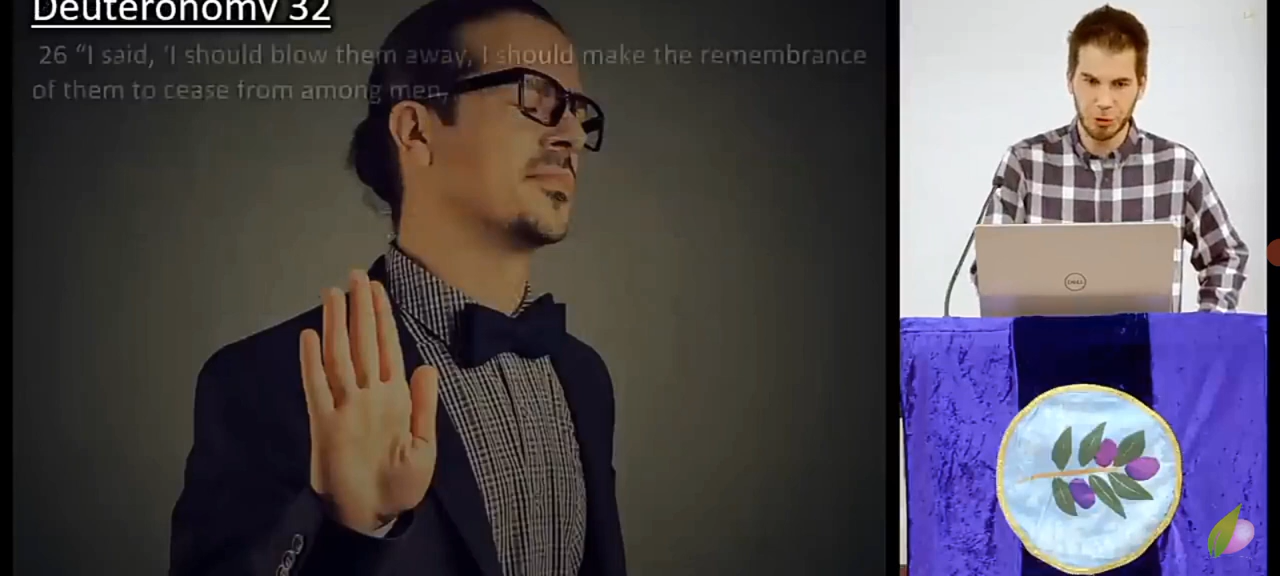 Deuteronomy 32
26 “I said, ‘I should blow them away, I should make the remembrance
of them to cease from among men,
DELL